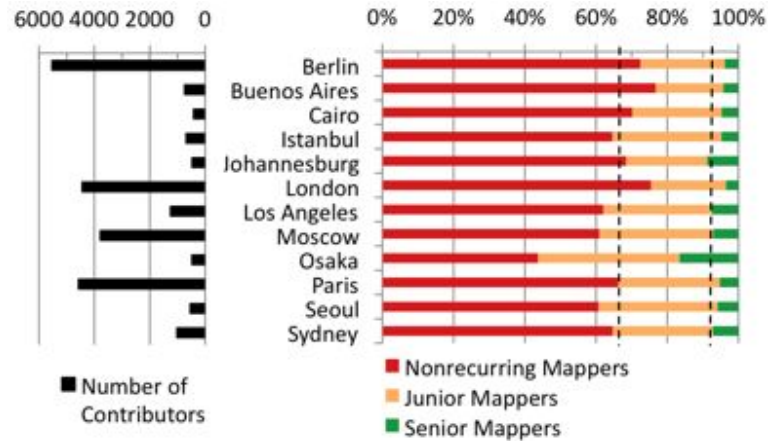 6000 4000 2000 0
0% 20% 40% 60% 80% 100%
Berlin
Buenos Aires
Cairo
Istanbul
Johannesburg
London
Los Angeles
Moscow
Osaka
Paris
Seoul
Sydney
Number of
Contributors
Nonrecurring Mappers
Junior Mappers
Senior Mappers